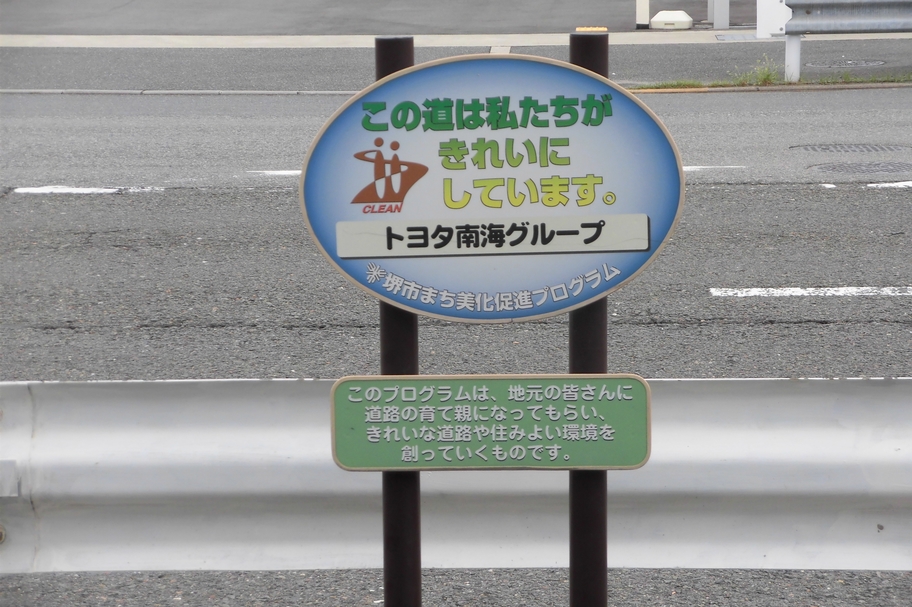 この道は私たちが
きれいに
しています。
CLEAN
トヨタ南海グループ
堺市まち美化促進プログラム
このプログラムは、地元の皆さんに
道路の育て親になってもらい、
きれいな道路や住みよい環境を
創っていくものです。